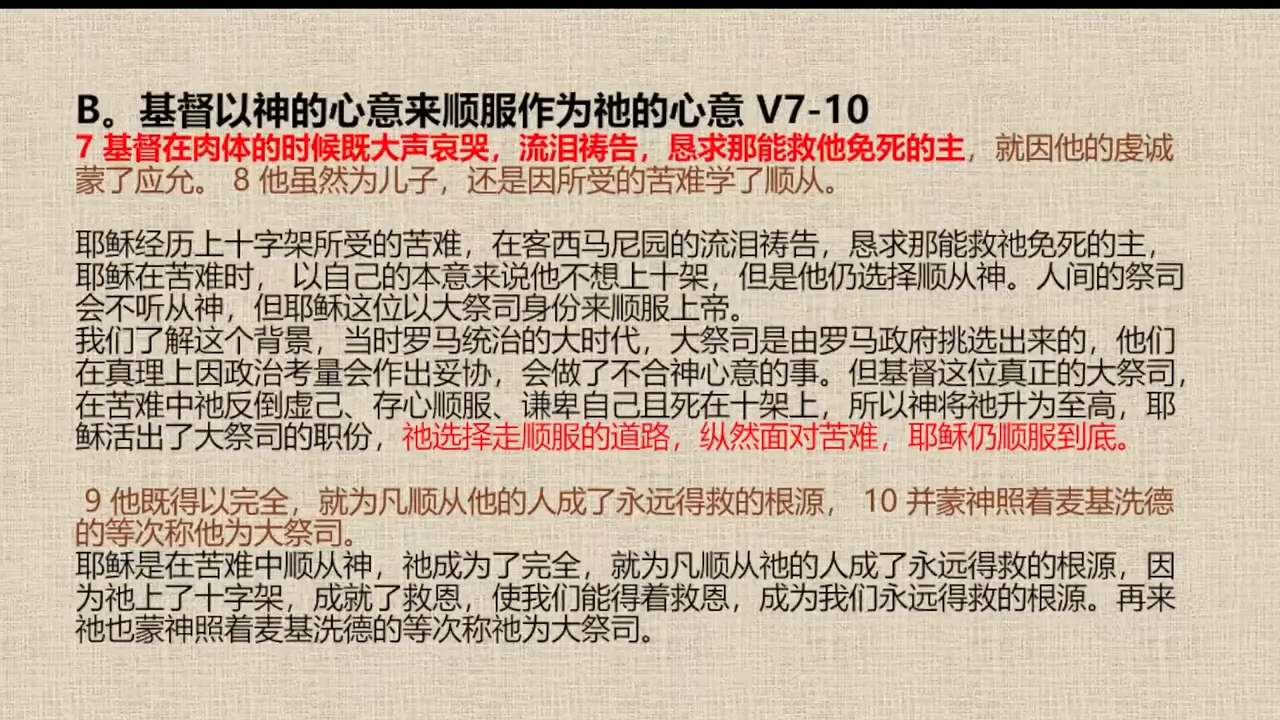 B。基督以神的心意来顺服作为祂的心意 V7-10
7 基督在肉体的时候既大声哀哭，流泪祷告，恳求那能救他免死的主，就因他的虔诚
蒙了应允。 8 他虽然为儿子，还是因所受的苦难学了顺从。
耶稣经历上十字架所受的苦难，在客西马尼园的流泪祷告，恳求那能救祂免死的主，
耶稣在苦难时， 以自己的本意来说他不想上十架，但是他仍选择顺从神。人间的祭司
会不听从神，但耶稣这位以大祭司身份来顺服上帝。
我们了解这个背景，当时罗马统治的大时代，大祭司是由罗马政府挑选出来的，他们
在真理上因政治考量会作出妥协，会做了不合神心意的事。但基督这位真正的大祭司，
在苦难中祂反倒虚己、存心顺服、谦卑自己且死在十架上，所以神将祂升为至高，耶
稣活出了大祭司的职份，祂选择走顺服的道路，纵然面对苦难，耶稣仍顺服到底。
9 他既得以完全，就为凡顺从他的人成了永远得救的根源， 10 并蒙神照着麦基洗德
的等次称他为大祭司。
耶稣是在苦难中顺从神，祂成为了完全，就为凡顺从祂的人成了永远得救的根源，因
为祂上了十字架，成就了救恩，使我们能得着救恩，成为我们永远得救的根源。再来
祂也蒙神照着麦基洗德的等次称祂为大祭司。